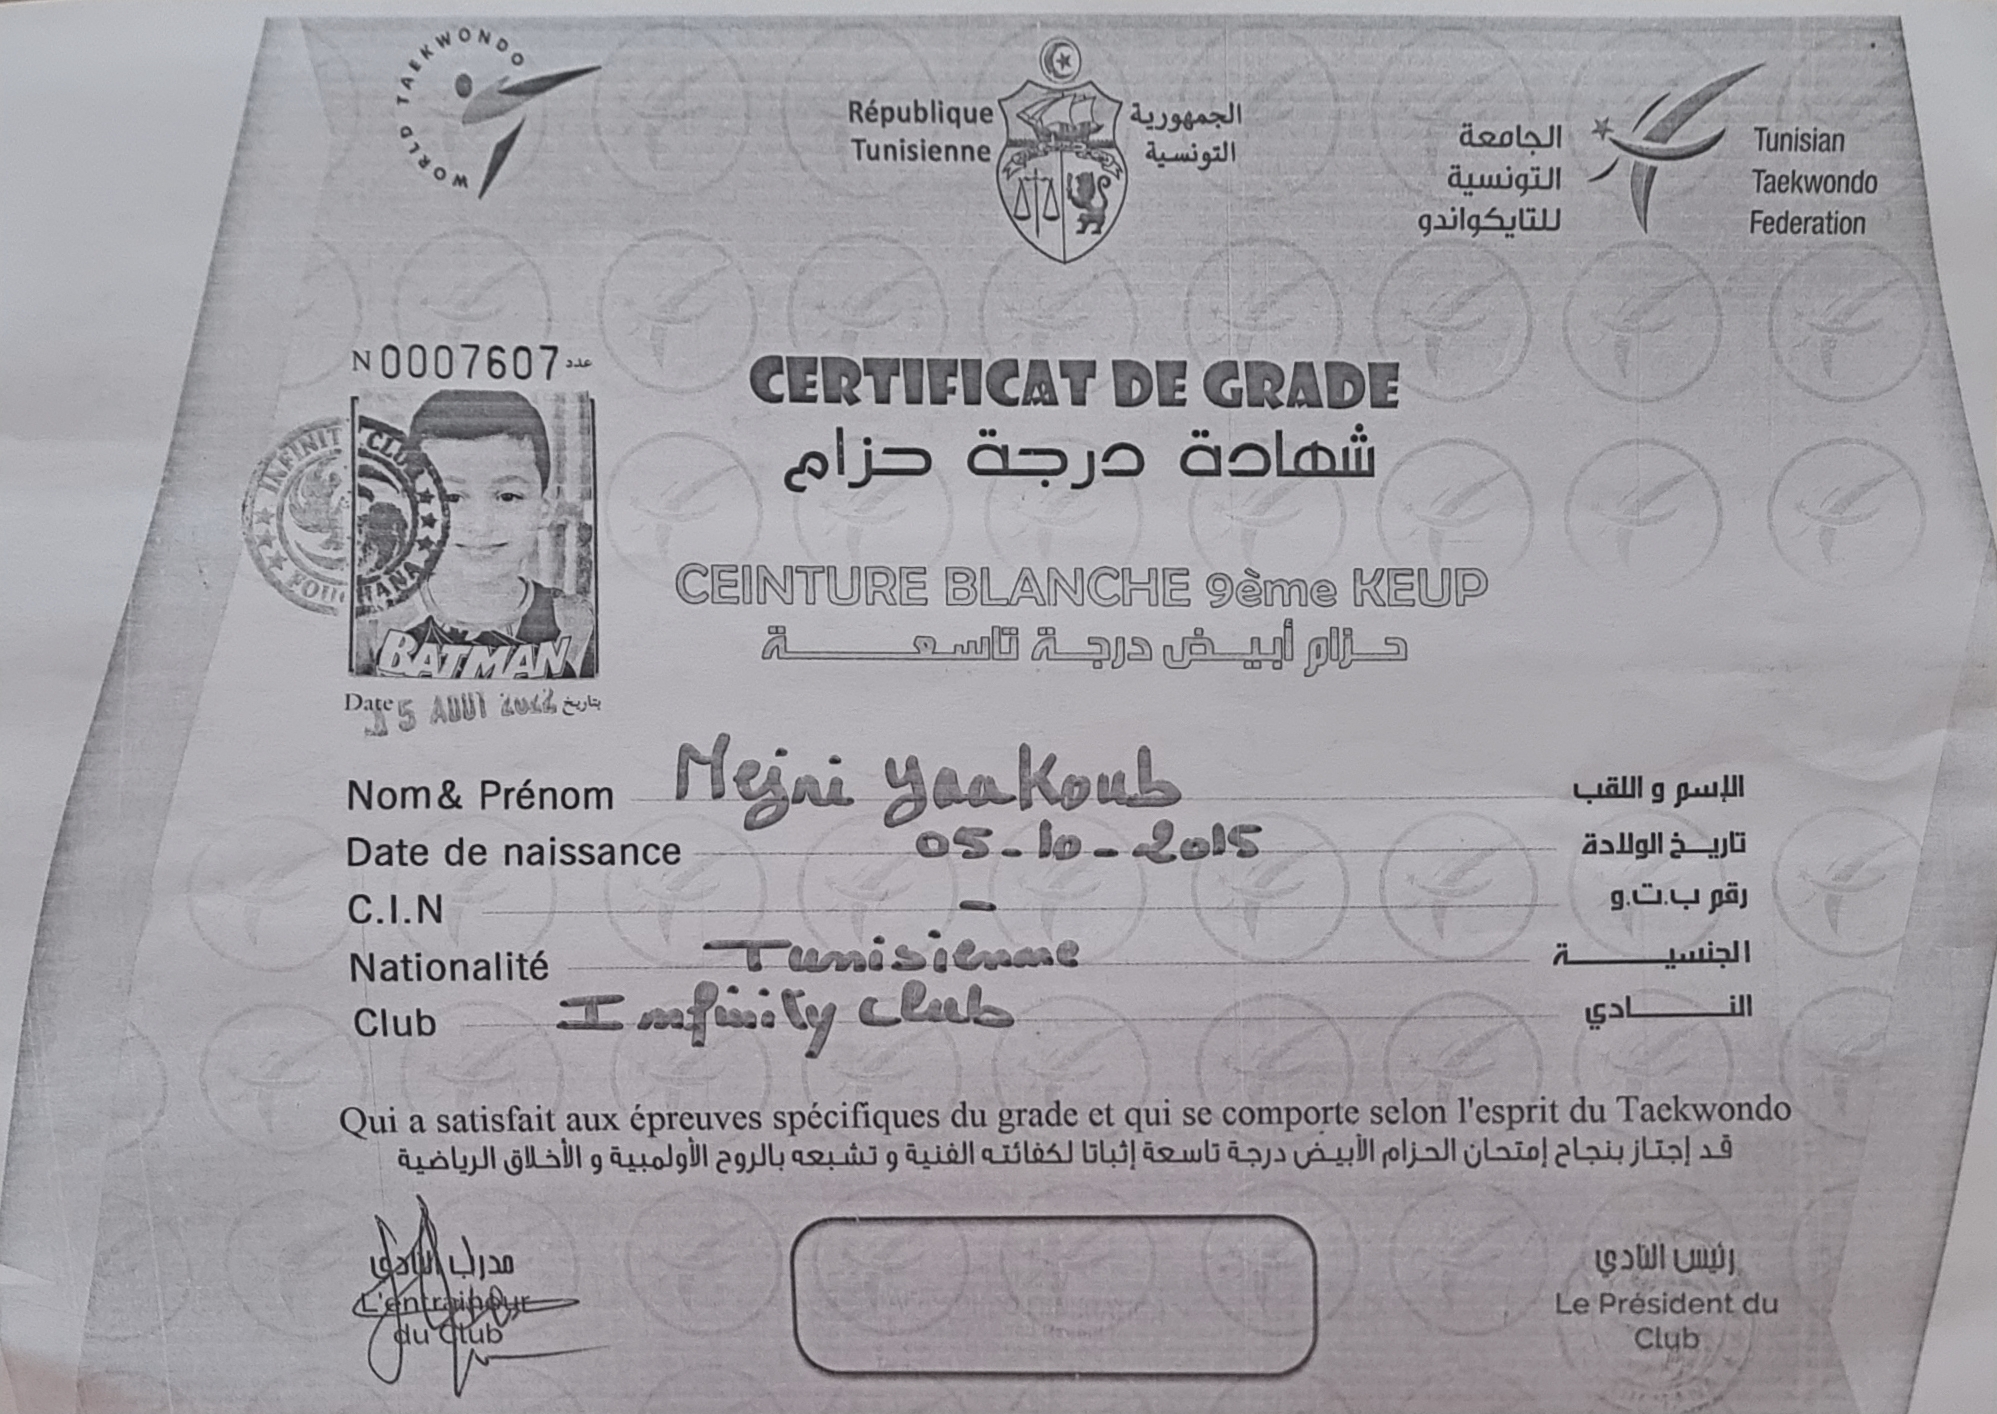 WORLD TAEKWONDO
République
Tunisienne
الجمهورية
التونسية
الجامعة
التونسية
للتايكواندو
Tunisian
Taekwondo
Federation
N 0007607 عدد
CERTIFICAT DE GRADE
شهادة درجة حزام
INFINITY CLUB
CEINTURE BLANCHE 9ème KEUP
حزام أبيض درجة تاسعة
BATMAN
Date 15 AOUT 2022 بتاريخ
Nom& Prénom Mejni Yaakoub الإسم و اللقب
Date de naissance 05-10-2015 تاريخ الولادة
C.I.N - رقم ب.ت.و
Nationalité Tunisienne الجنسية
Club Infinity Club النادي
Qui a satisfait aux épreuves spécifiques du grade et qui se comporte selon l'esprit du Taekwondo
قد إجتاز بنجاح إمتحان الحزام الأبيض درجة تاسعة إثباتا لكفائته الفنية و تشبعه بالروح الأولمبية و الأخلاق الرياضية
مدرب النادي
L'entraineur
du Club
رئيس النادي
Le Président du
Club